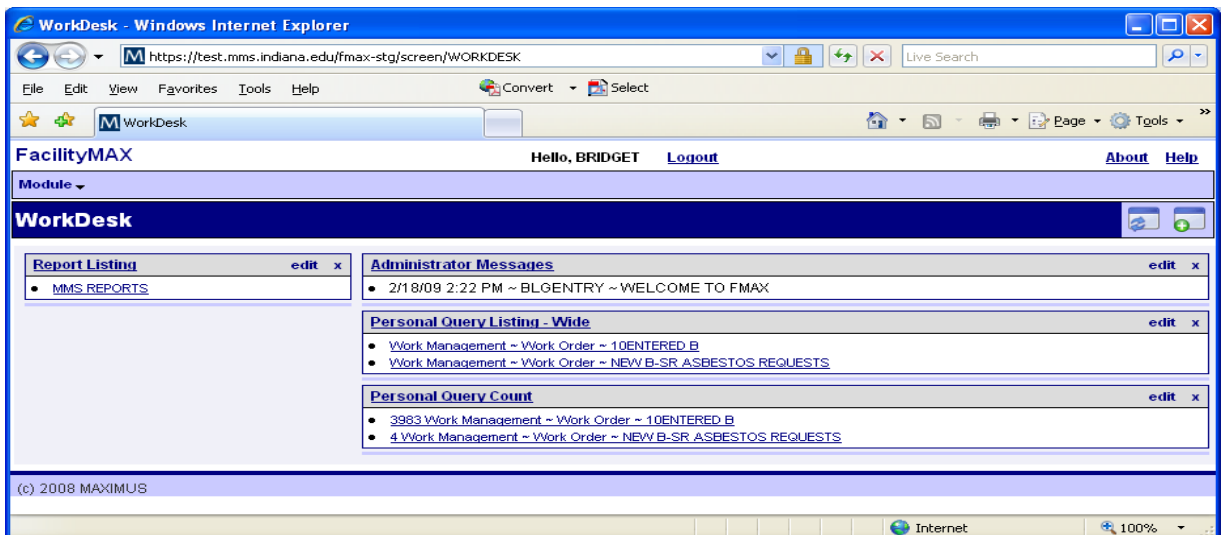 WorkDesk - Windows Internet Explorer
https://test.mms.indiana.edu/fmax-stg/screen/WORKDESK Live Search
File Edit View Favorites Tools Help Convert Select
WorkDesk Page Tools
FacilityMAX Hello, BRIDGET Logout About Help
Module
WorkDesk
Report Listing edit x
• MMS REPORTS
Administrator Messages edit x
• 2/18/09 2:22 PM ~ BLGENTRY ~ WELCOME TO FMAX
Personal Query Listing - Wide edit x
• Work Management ~ Work Order ~ 10ENTERED B
• Work Management ~ Work Order ~ NEW B-SR ASBESTOS REQUESTS
Personal Query Count edit x
• 3983 Work Management ~ Work Order ~ 10ENTERED B
• 4 Work Management ~ Work Order ~ NEW B-SR ASBESTOS REQUESTS
(c) 2008 MAXIMUS
Internet 100%